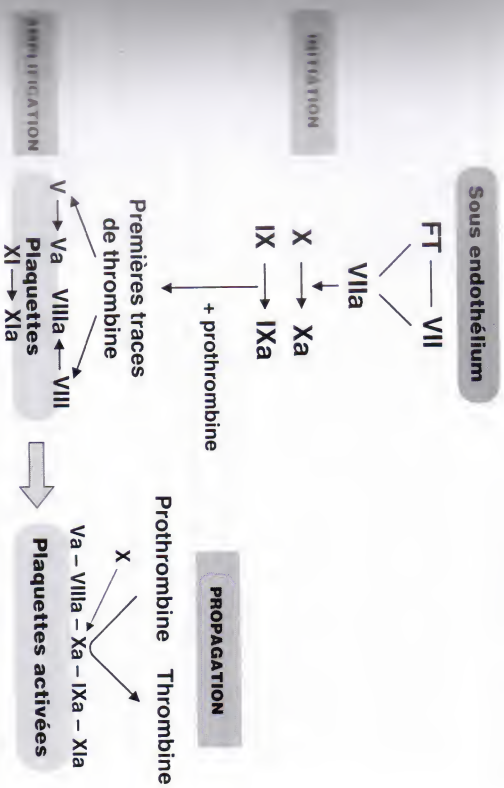 Sous endothélium
INITIATION
FT VII
VIIa
X Xa
IX IXa
+ prothrombine
Premières traces
de thrombine
AMPLIFICATION
V Va VIIIa VIII
Plaquettes
XI XIa
PROPAGATION
Prothrombine Thrombine
X
Va – VIIIa – Xa – IXa – XIa
Plaquettes activées